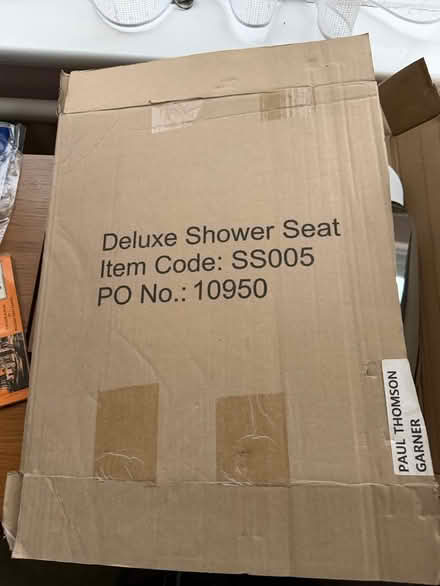 Deluxe Shower Seat
Item Code: SS005
PO No.: 10950
PAUL THOMSON
GARNER